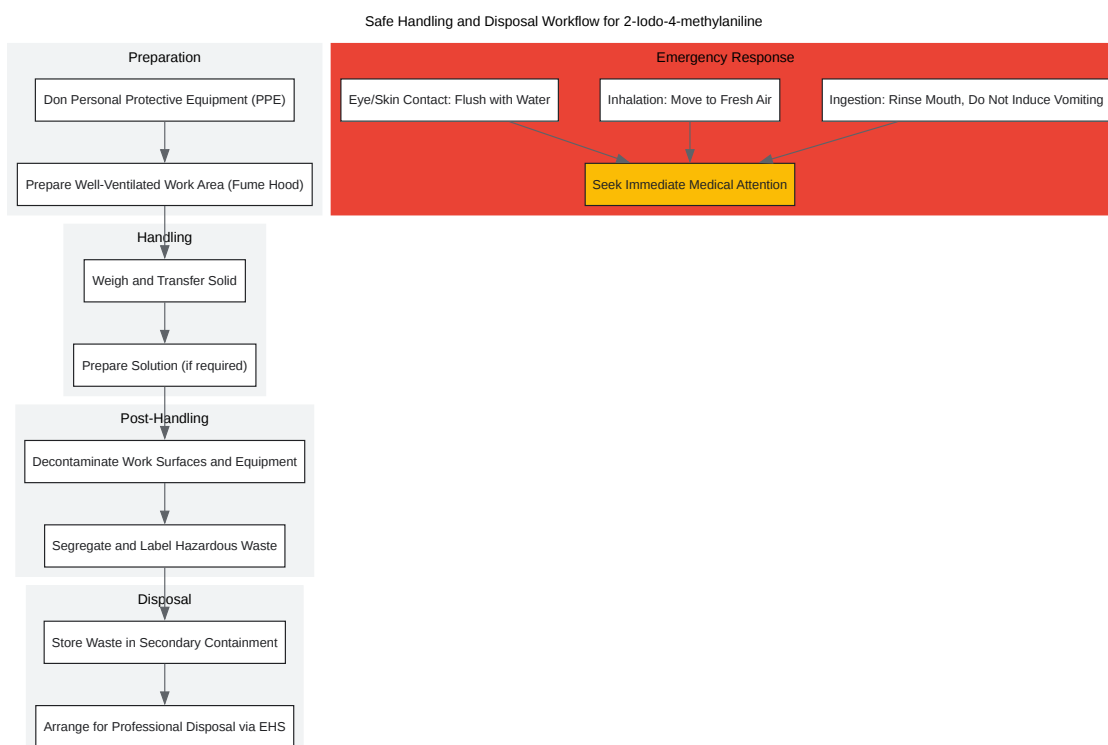 Safe Handling and Disposal Workflow for 2-Iodo-4-methylaniline
Preparation
Don Personal Protective Equipment (PPE)
Prepare Well-Ventilated Work Area (Fume Hood)
Handling
Weigh and Transfer Solid
Prepare Solution (if required)
Post-Handling
Decontaminate Work Surfaces and Equipment
Segregate and Label Hazardous Waste
Disposal
Store Waste in Secondary Containment
Arrange for Professional Disposal via EHS
Emergency Response
Eye/Skin Contact: Flush with Water
Inhalation: Move to Fresh Air
Ingestion: Rinse Mouth, Do Not Induce Vomiting
Seek Immediate Medical Attention